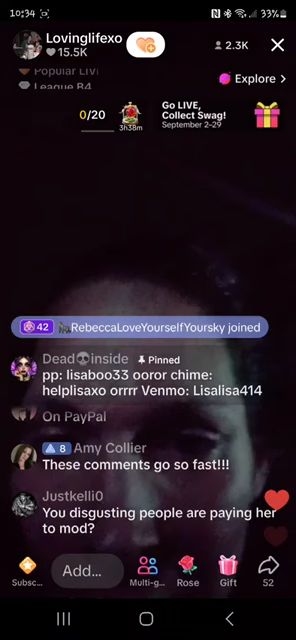 10:34
33%
Lovinglifexo
15.5K
2.3K
Popular LIVE
League B4
Explore >
0/20
3h38m
Go LIVE,
Collect Swag!
September 2-29
42 RebeccaLoveYourselfYoursky joined
Dead💀inside Pinned
pp: lisaboo33 ooror chime:
helplisaxo orrrr Venmo: Lisalisa414
On PayPal
8 Amy Collier
These comments go so fast!!!
Justkelli0
You disgusting people are paying her
to mod?
Subsc...
Add...
Multi-g...
Rose
Gift
52